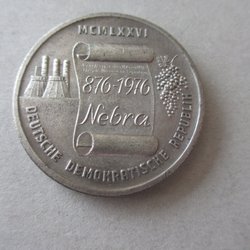 MCMLXXVI
876-1976
Nebra
DEUTSCHE DEMOKRATISCHE REPUBLIK